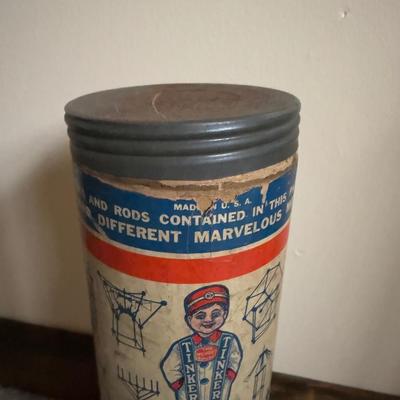 MADE IN U. S. A.
AND RODS CONTAINED IN THIS
DIFFERENT MARVELOUS
TINKER
TINKER